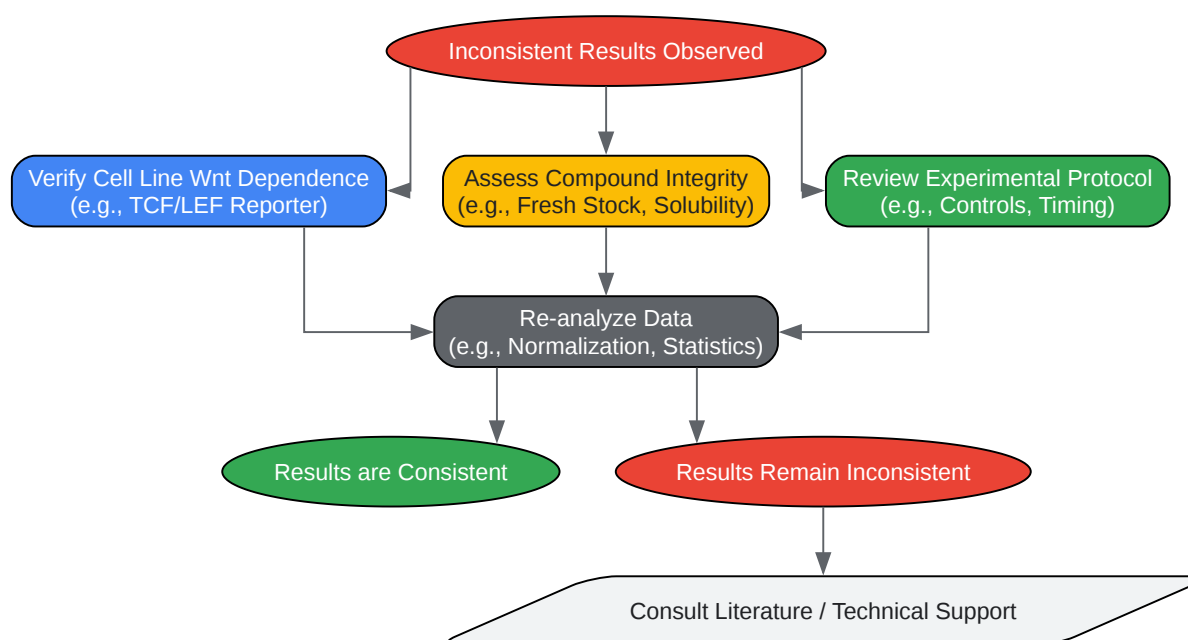 Inconsistent Results Observed
Verify Cell Line Wnt Dependence
(e.g., TCF/LEF Reporter)
Assess Compound Integrity
(e.g., Fresh Stock, Solubility)
Review Experimental Protocol
(e.g., Controls, Timing)
Re-analyze Data
(e.g., Normalization, Statistics)
Results are Consistent
Results Remain Inconsistent
Consult Literature / Technical Support